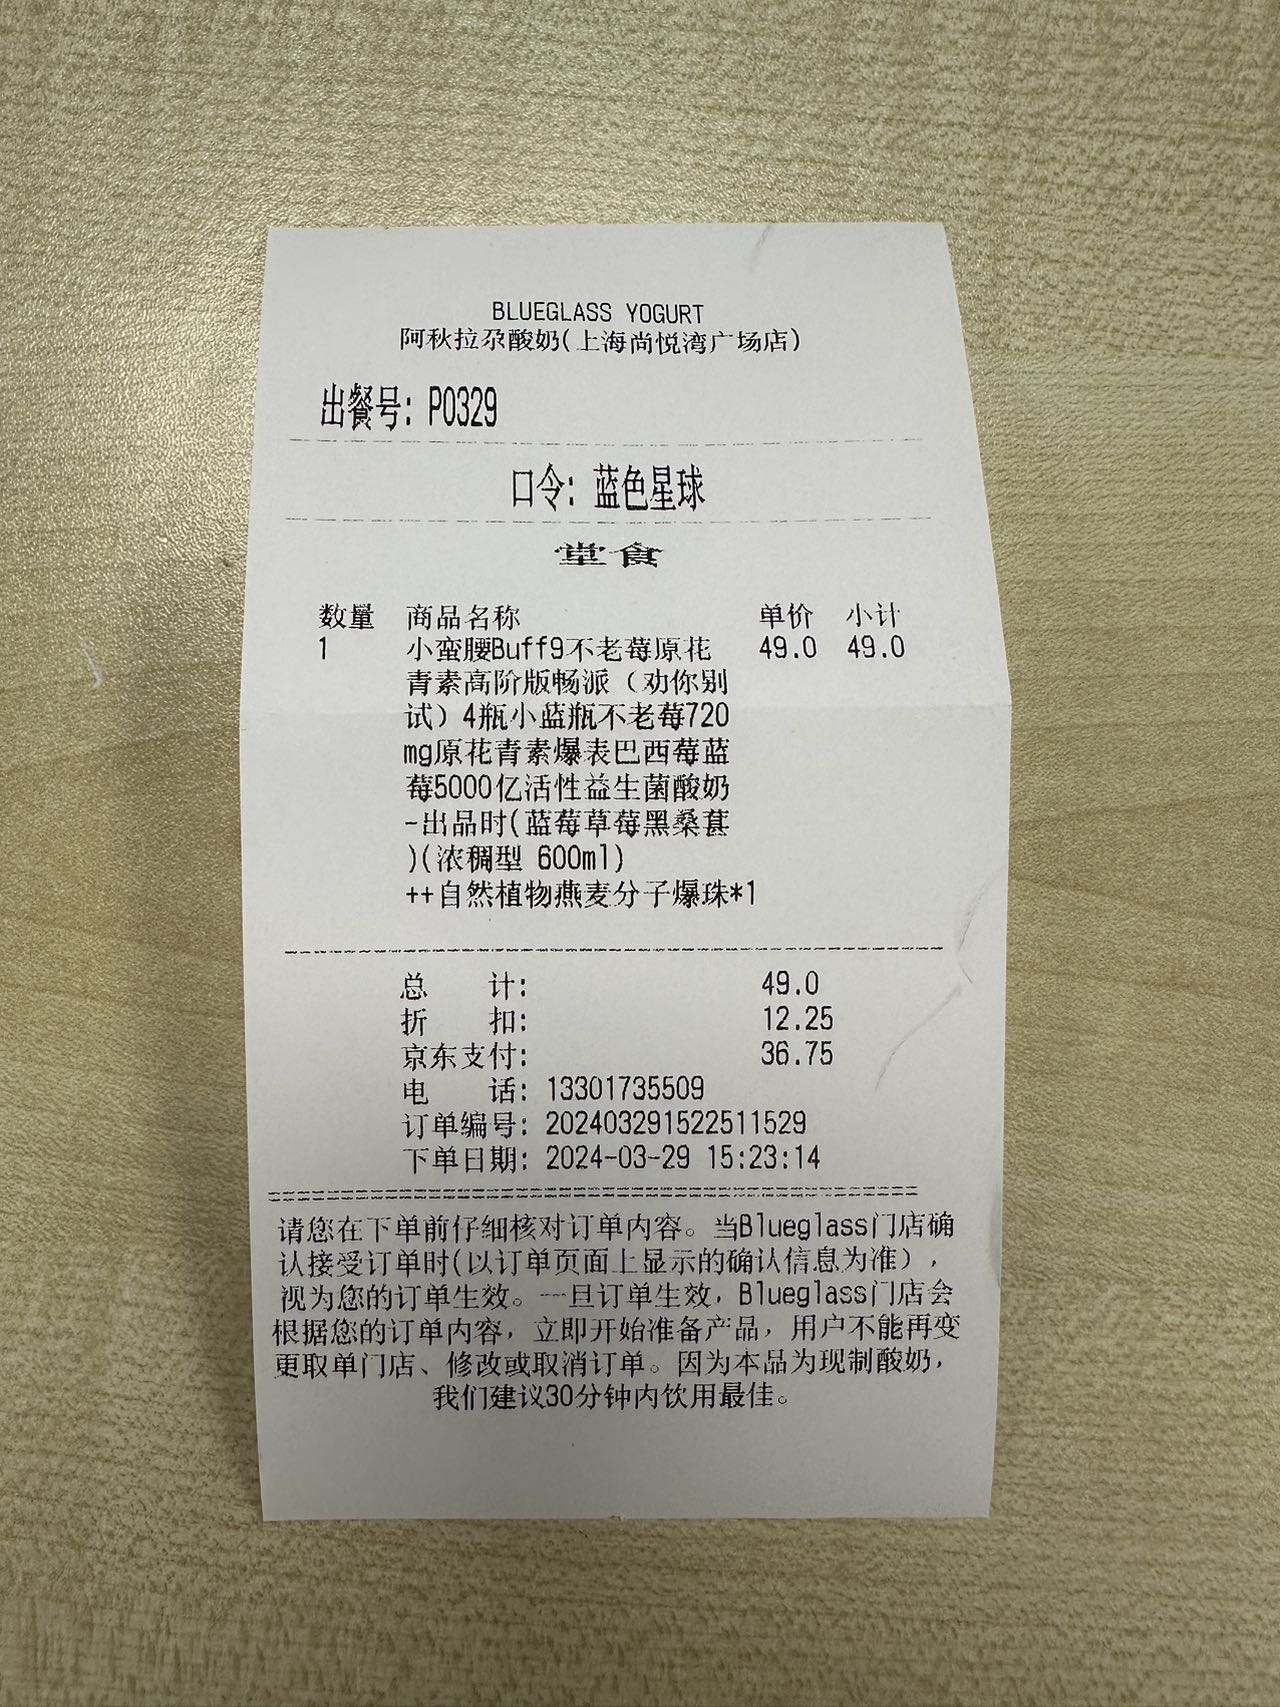 BLUEGLASS YOGURT
阿秋拉尕酸奶(上海尚悦湾广场店)
出餐号: P0329
口令: 蓝色星球
堂食
数量 商品名称 单价 小计
1 小蛮腰Buff9不老莓原花 49.0 49.0
青素高阶版畅派（劝你别
试）4瓶小蓝瓶不老莓720
mg原花青素爆表巴西莓蓝
莓5000亿活性益生菌酸奶
-出品时(蓝莓草莓黑桑葚
)(浓稠型 600ml)
++自然植物燕麦分子爆珠*1
总 计: 49.0
折 扣: 12.25
京东支付: 36.75
电 话: 13301735509
订单编号: 202403291522511529
下单日期: 2024-03-29 15:23:14
请您在下单前仔细核对订单内容。当Blueglass门店确
认接受订单时(以订单页面上显示的确认信息为准)，
视为您的订单生效。一旦订单生效，Blueglass门店会
根据您的订单内容，立即开始准备产品，用户不能再变
更取单门店、修改或取消订单。因为本品为现制酸奶，
我们建议30分钟内饮用最佳。